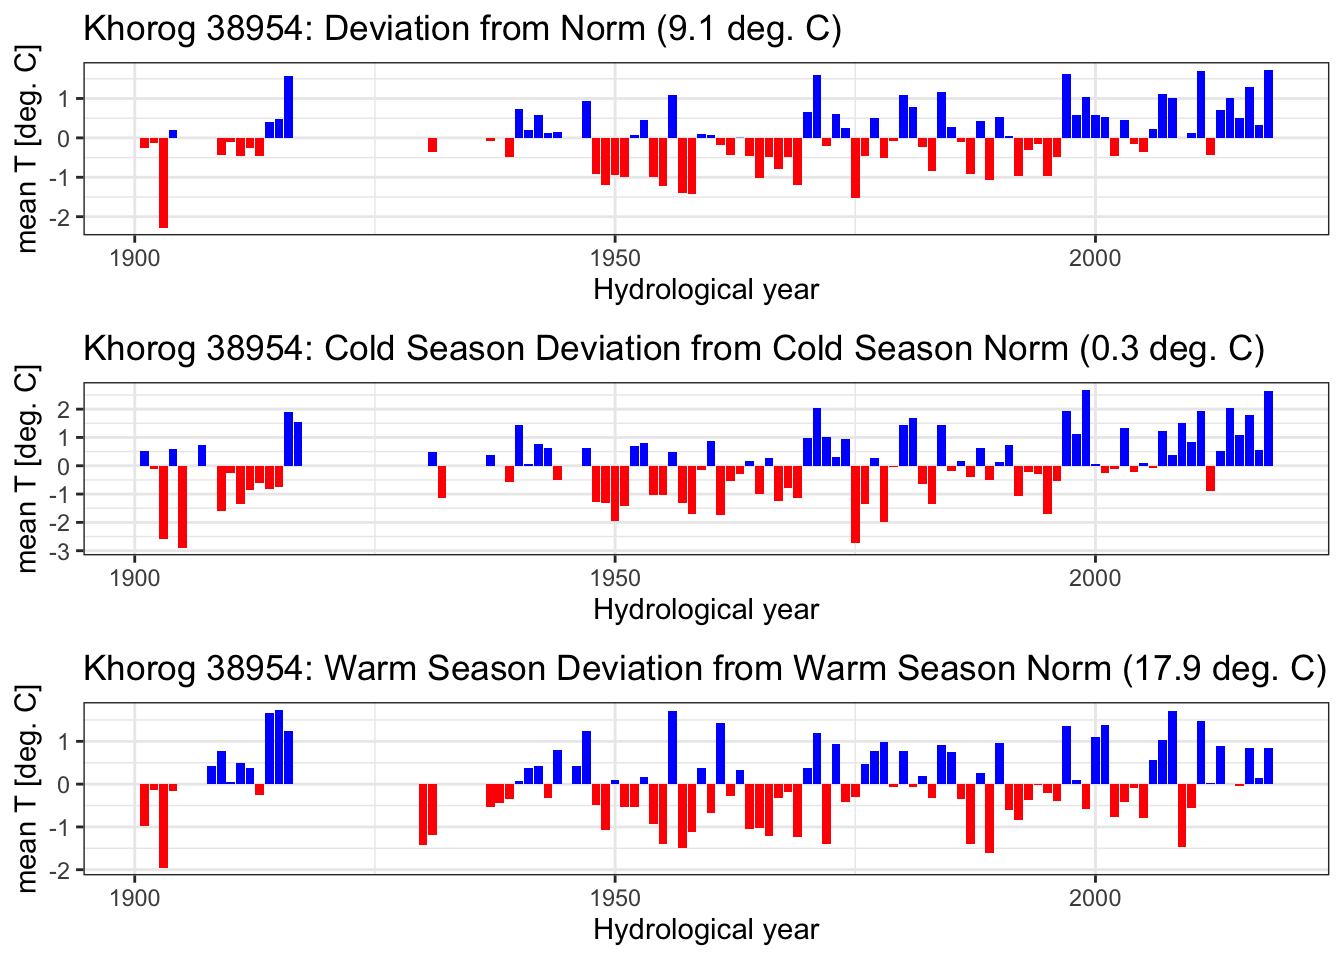 Khorog 38954: Deviation from Norm (9.1 deg. C)
mean T [deg. C]
1
0
-1
-2
1900 1950 2000
Hydrological year
Khorog 38954: Cold Season Deviation from Cold Season Norm (0.3 deg. C)
mean T [deg. C]
2
1
0
-1
-2
-3
1900 1950 2000
Hydrological year
Khorog 38954: Warm Season Deviation from Warm Season Norm (17.9 deg. C)
mean T [deg. C]
1
0
-1
-2
1900 1950 2000
Hydrological year